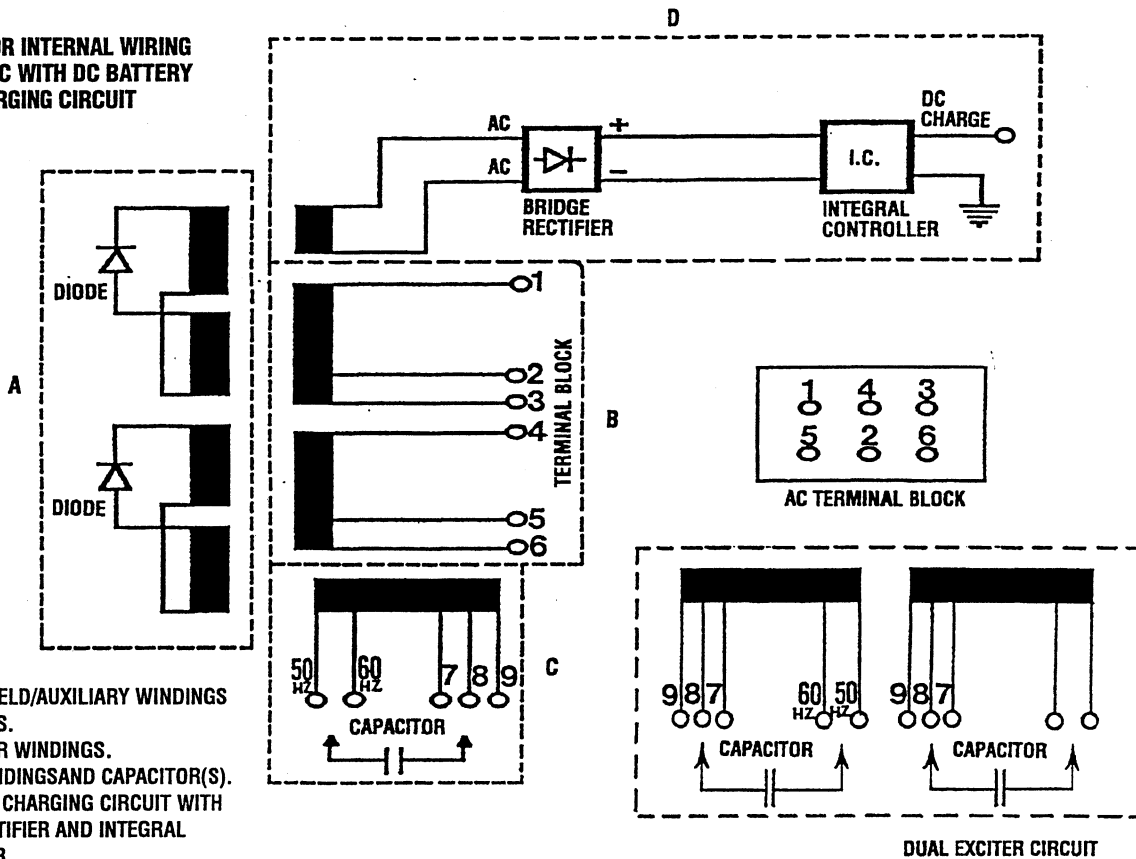 D
OR INTERNAL WIRING
C WITH DC BATTERY
RGING CIRCUIT
AC
+
DC
CHARGE
AC
−
I.C.
BRIDGE
RECTIFIER
INTEGRAL
CONTROLLER
DIODE
A
DIODE
1
2
3
4
5
6
TERMINAL BLOCK
B
1 4 3
5 2 6
AC TERMINAL BLOCK
50 HZ 60 HZ 7 8 9
CAPACITOR
C
9 8 7 60 HZ 50 HZ
CAPACITOR
9 8 7
CAPACITOR
DUAL EXCITER CIRCUIT
ELD/AUXILIARY WINDINGS
S.
R WINDINGS.
NDINGSAND CAPACITOR(S).
CHARGING CIRCUIT WITH
TIFIER AND INTEGRAL
R